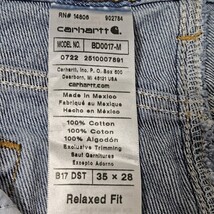 RN# 14806 902784
carhartt
MODEL NO. BD0017-M
0722 2510007891
Carhartt, Inc. P.O. Box 600
Dearborn, MI 48121 USA
carhartt.com
Made in Mexico
Fabriqué au Mexique
Hecho en Mexico
100% Cotton
100% Coton
100% Algodón
Exclusive Trimming
Sauf Garnitures
Excepto Adorno
B17 DST 35 × 28
Relaxed Fit